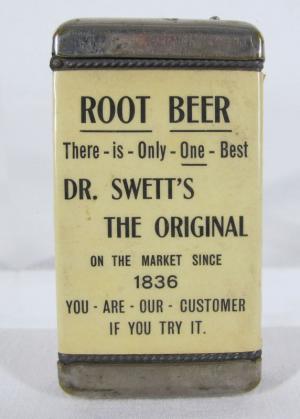 ROOT BEER
There-is-Only-One-Best
DR. SWETT'S
THE ORIGINAL
ON THE MARKET SINCE
1836
YOU-ARE-OUR-CUSTOMER
IF YOU TRY IT.